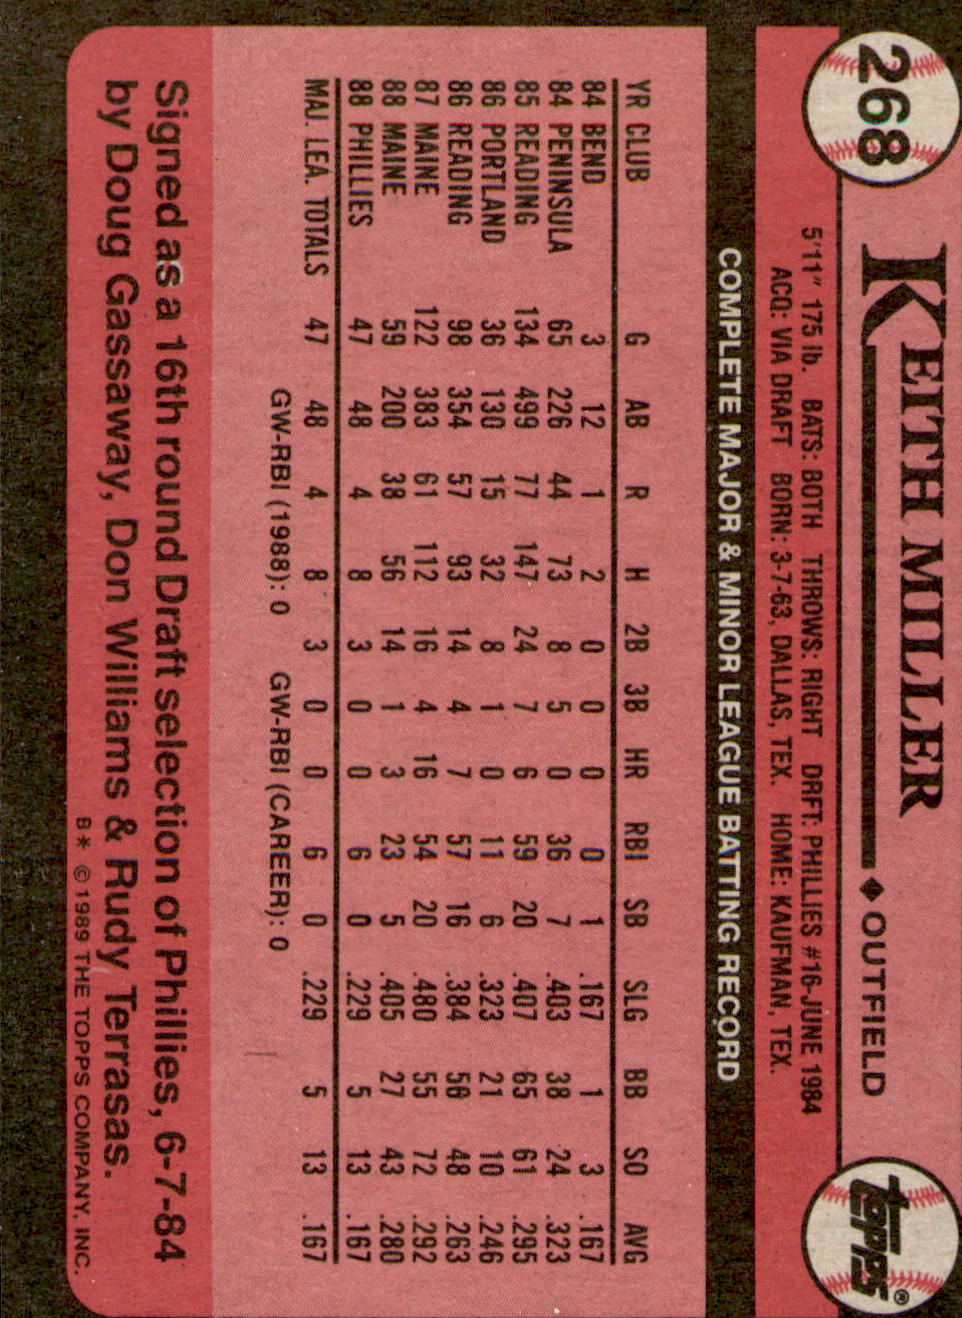 268
KEITH MILLER ◆ OUTFIELD
TOPPS®
5'11" 175 lb. BATS: BOTH THROWS: RIGHT DRFT: PHILLIES #16-JUNE 1984
ACQ: VIA DRAFT BORN: 3-7-63, DALLAS, TEX. HOME: KAUFMAN, TEX.
COMPLETE MAJOR & MINOR LEAGUE BATTING RECORD
YR CLUB G AB R H 2B 3B HR RBI SB SLG BB SO AVG
84 BEND 3 12 1 2 0 0 0 0 1 .167 1 3 .167
84 PENINSULA 65 226 44 73 8 5 0 36 7 .403 38 24 .323
85 READING 134 499 77 147 24 7 6 59 20 .407 65 61 .295
86 PORTLAND 36 130 15 32 8 1 0 11 6 .323 21 10 .246
86 READING 98 354 57 93 14 4 7 57 16 .384 56 48 .263
87 MAINE 122 383 61 112 16 4 16 54 20 .480 55 72 .292
88 MAINE 59 200 38 56 14 1 3 23 5 .405 27 43 .280
88 PHILLIES 47 48 4 8 3 0 0 6 0 .229 5 13 .167
MAJ. LEA. TOTALS 47 48 4 8 3 0 0 6 0 .229 5 13 .167
GW-RBI (1988): 0 GW-RBI (CAREER): 0
Signed as a 16th round Draft selection of Phillies, 6-7-84
by Doug Gassaway, Don Williams & Rudy Terrasas.
B* ©1989 THE TOPPS COMPANY, INC.